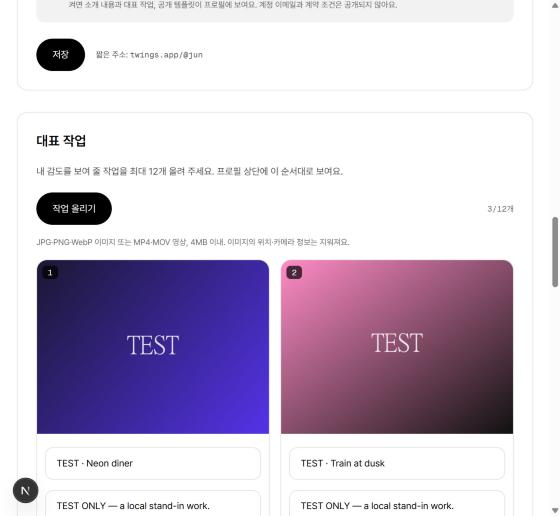 켜면 소개 내용과 대표 작업, 공개 템플릿이 프로필에 보여요. 계정 이메일과 계약 조건은 공개되지 않아요.
저장
짧은 주소: twings.app/@jun
대표 작업
내 감도를 보여 줄 작업을 최대 12개 올려 주세요. 프로필 상단에 이 순서대로 보여요.
작업 올리기
3/12개
JPG·PNG·WebP 이미지 또는 MP4·MOV 영상, 4MB 이내. 이미지의 위치·카메라 정보는 지워져요.
1
2
TEST
TEST
TEST · Neon diner
TEST · Train at dusk
N
TEST ONLY — a local stand-in work.
TEST ONLY — a local stand-in work.